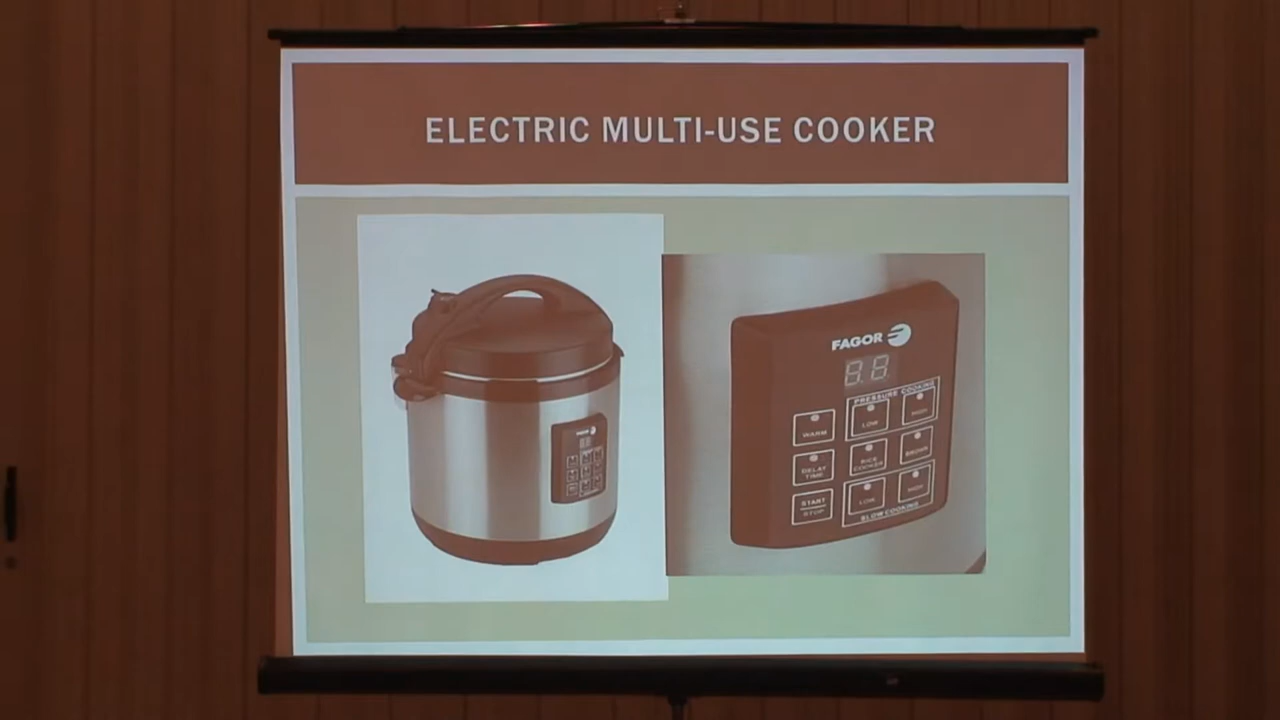 ELECTRIC MULTI-USE COOKER
FAGOR
FAGOR
88
PRESSURE COOKING
WARM
LOW
HIGH
DELAY
TIME
RICE
COOKER
BROWN
START
STOP
LOW
HIGH
SLOW COOKING